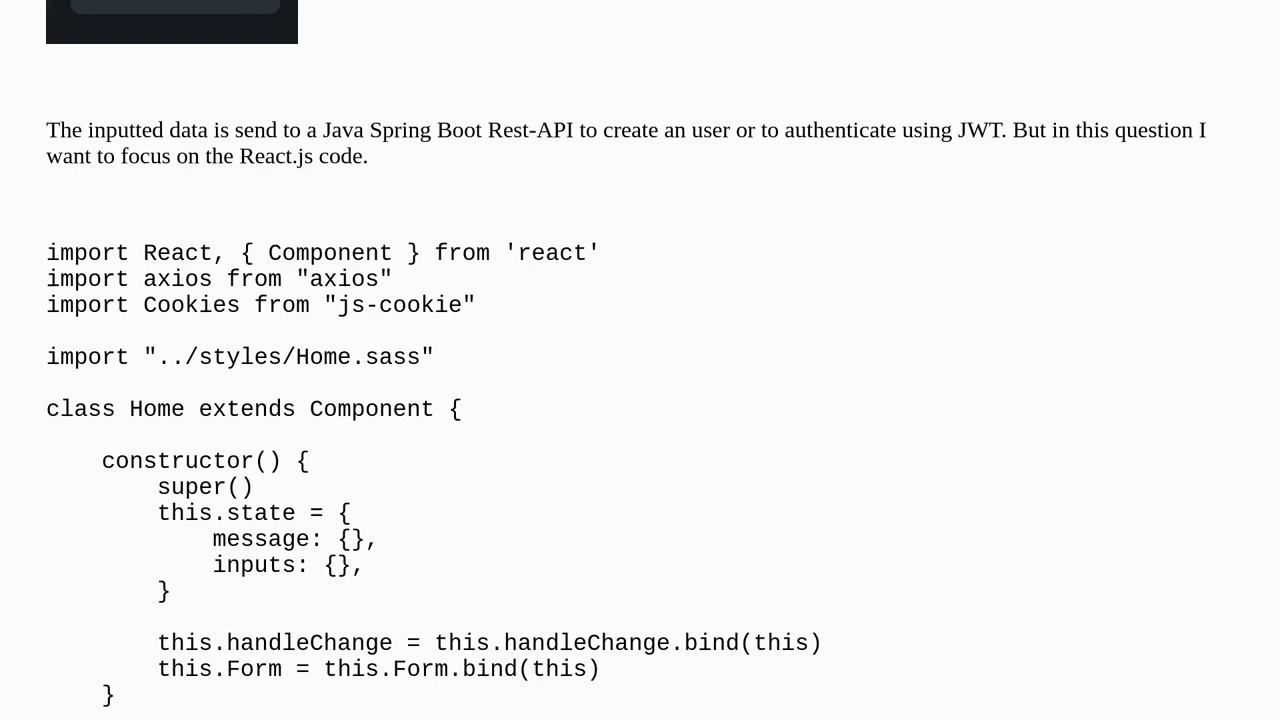 The inputted data is send to a Java Spring Boot Rest-API to create an user or to authenticate using JWT. But in this question I
want to focus on the React.js code.
import React, { Component } from 'react'
import axios from "axios"
import Cookies from "js-cookie"
import "../styles/Home.sass"
class Home extends Component {
    constructor() {
        super()
        this.state = {
            message: {},
            inputs: {},
        }
        this.handleChange = this.handleChange.bind(this)
        this.Form = this.Form.bind(this)
    }